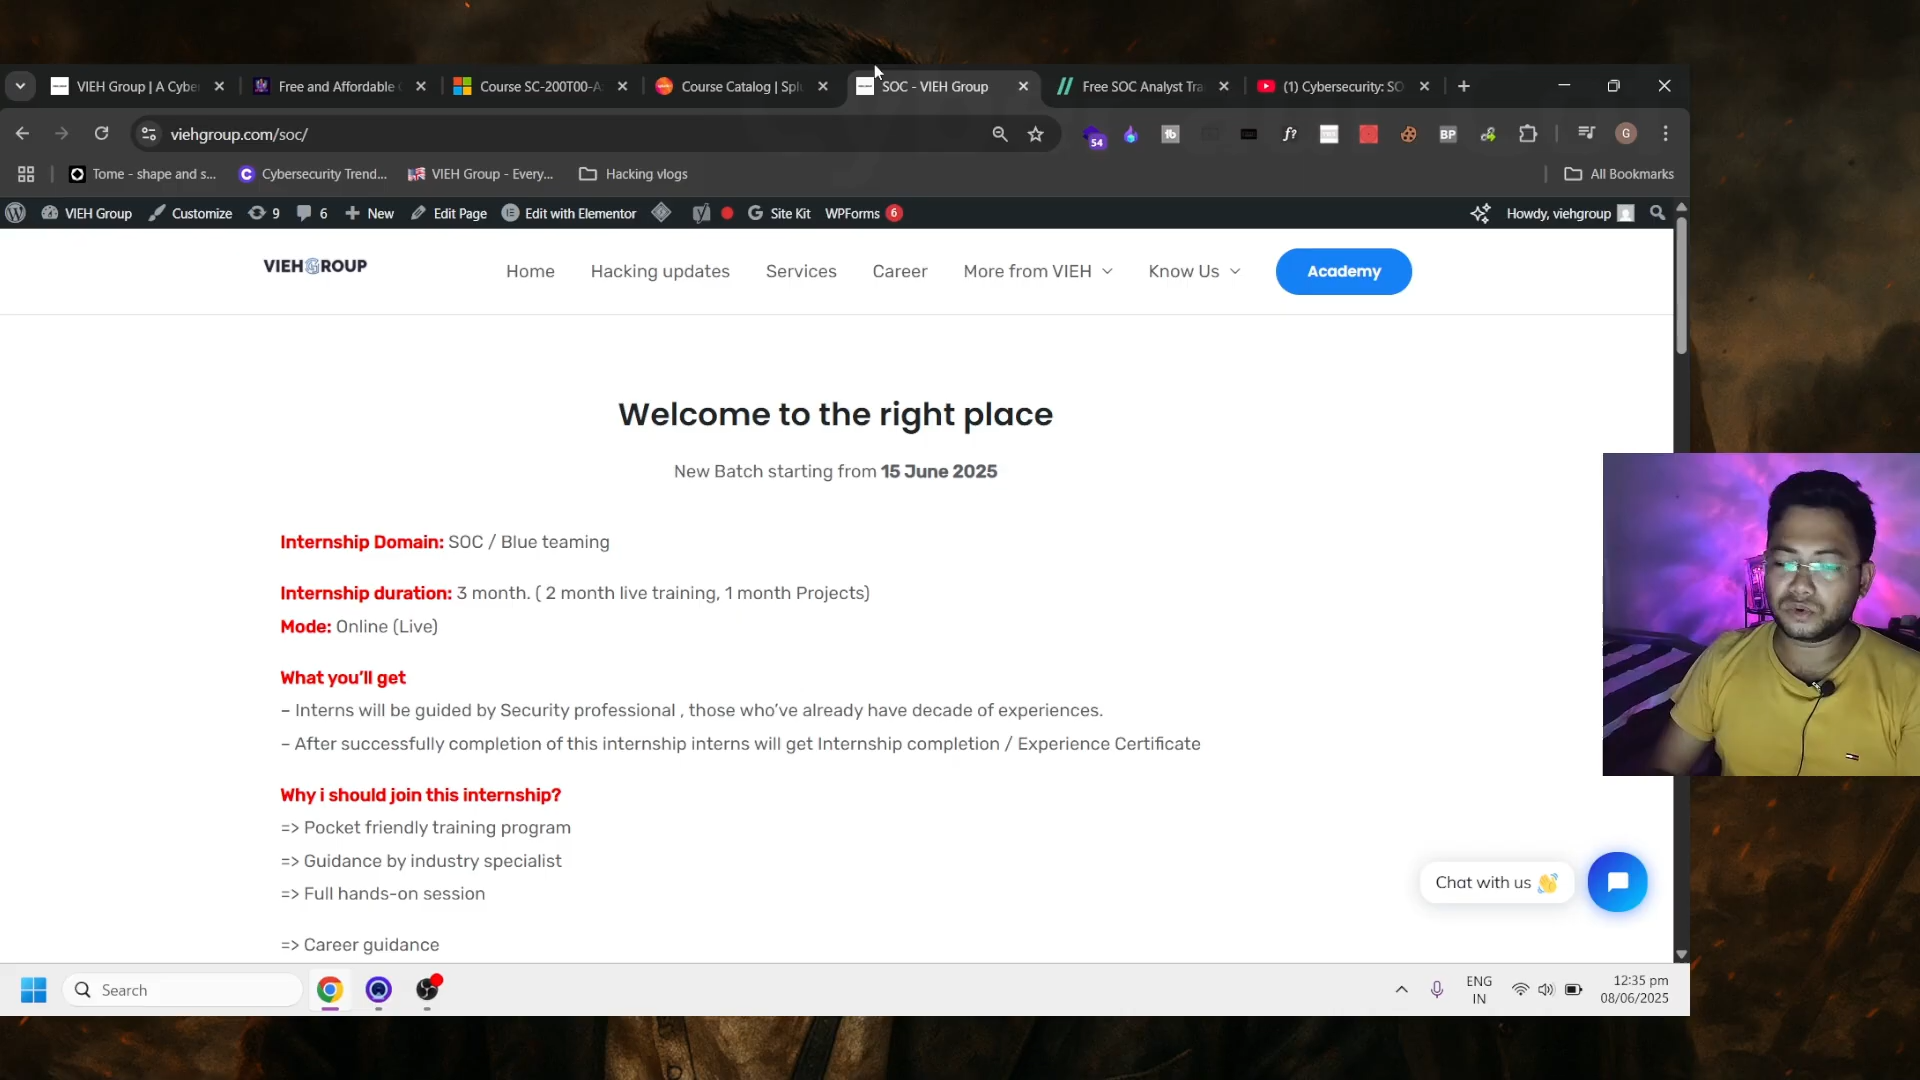 VIEH Group | A Cyber
Free and Affordable
Course SC-200T00-A
Course Catalog | Splu
SOC - VIEH Group
Free SOC Analyst Tra
(1) Cybersecurity: SO
viehgroup.com/soc/
54
tb
f?
BP
G
Tome - shape and s...
Cybersecurity Trend...
VIEH Group - Every...
Hacking vlogs
All Bookmarks
VIEH Group
Customize
9
6
New
Edit Page
Edit with Elementor
Site Kit
WPForms 6
Howdy, viehgroup
VIEHGROUP
Home
Hacking updates
Services
Career
More from VIEH
Know Us
Academy
Welcome to the right place
New Batch starting from 15 June 2025
Internship Domain: SOC / Blue teaming
Internship duration: 3 month. ( 2 month live training, 1 month Projects)
Mode: Online (Live)
What you’ll get
– Interns will be guided by Security professional , those who’ve already have decade of experiences.
– After successfully completion of this internship interns will get Internship completion / Experience Certificate
Why i should join this internship?
=> Pocket friendly training program
=> Guidance by industry specialist
=> Full hands-on session
=> Career guidance
Chat with us 👋
Search
ENG
IN
12:35 pm
08/06/2025